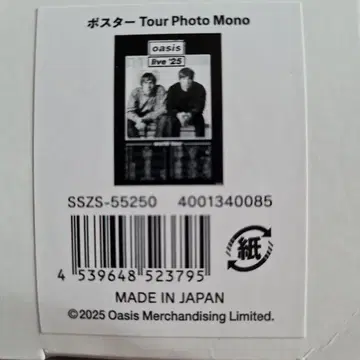 ポスター Tour Photo Mono
oasis
live '25
SSZS-55250 4001340085
紙
4 539648 523795
MADE IN JAPAN
©2025 Oasis Merchandising Limited.